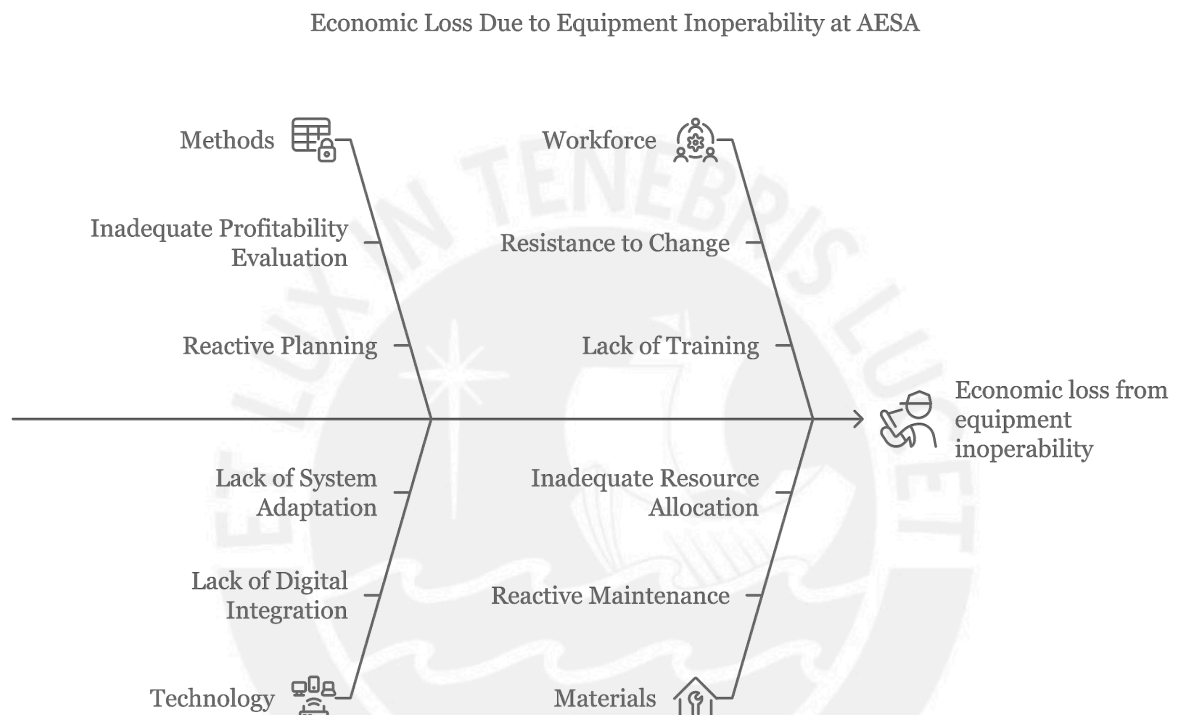 Economic Loss Due to Equipment Inoperability at AESA
Methods
Workforce
Inadequate Profitability
Evaluation
Resistance to Change
Reactive Planning
Lack of Training
Economic loss from
equipment
inoperability
Lack of System
Adaptation
Inadequate Resource
Allocation
Lack of Digital
Integration
Reactive Maintenance
Technology
Materials
ET LUX IN TENEBRIS LUCET